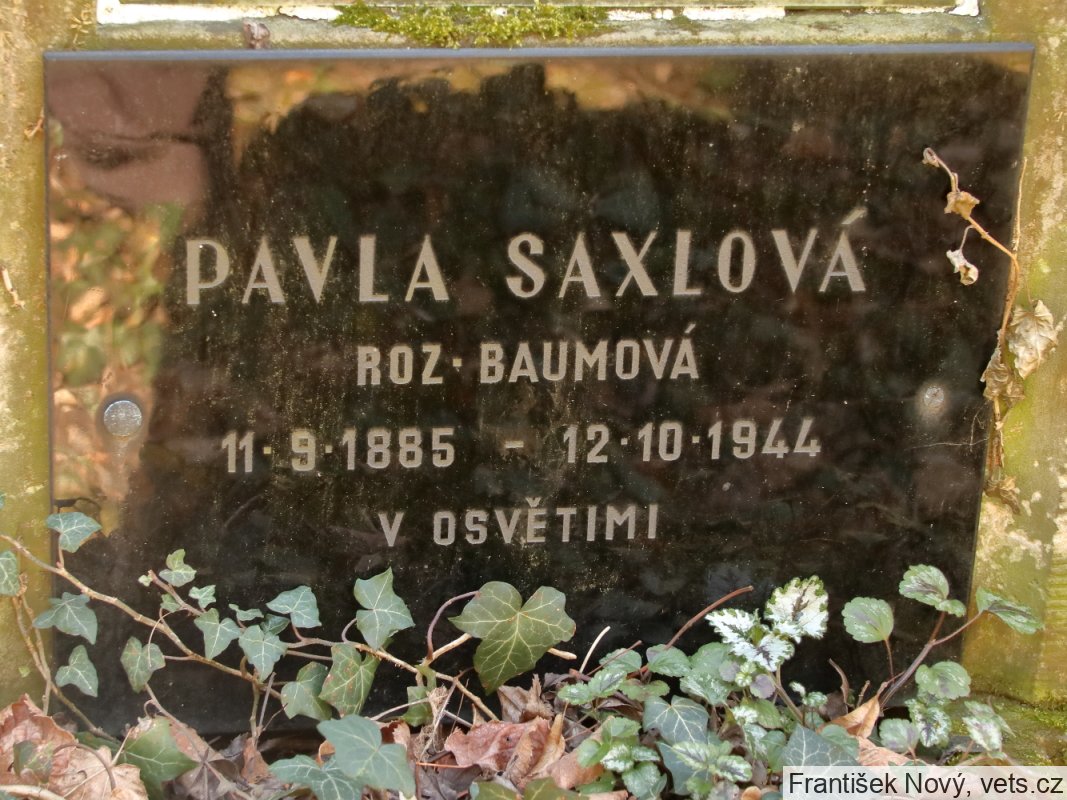 PAVLA SAXLOVÁ
ROZ· BAUMOVÁ
11·9·1885 - 12·10·1944
V OSVĚTIMI
František Nový, vets.cz